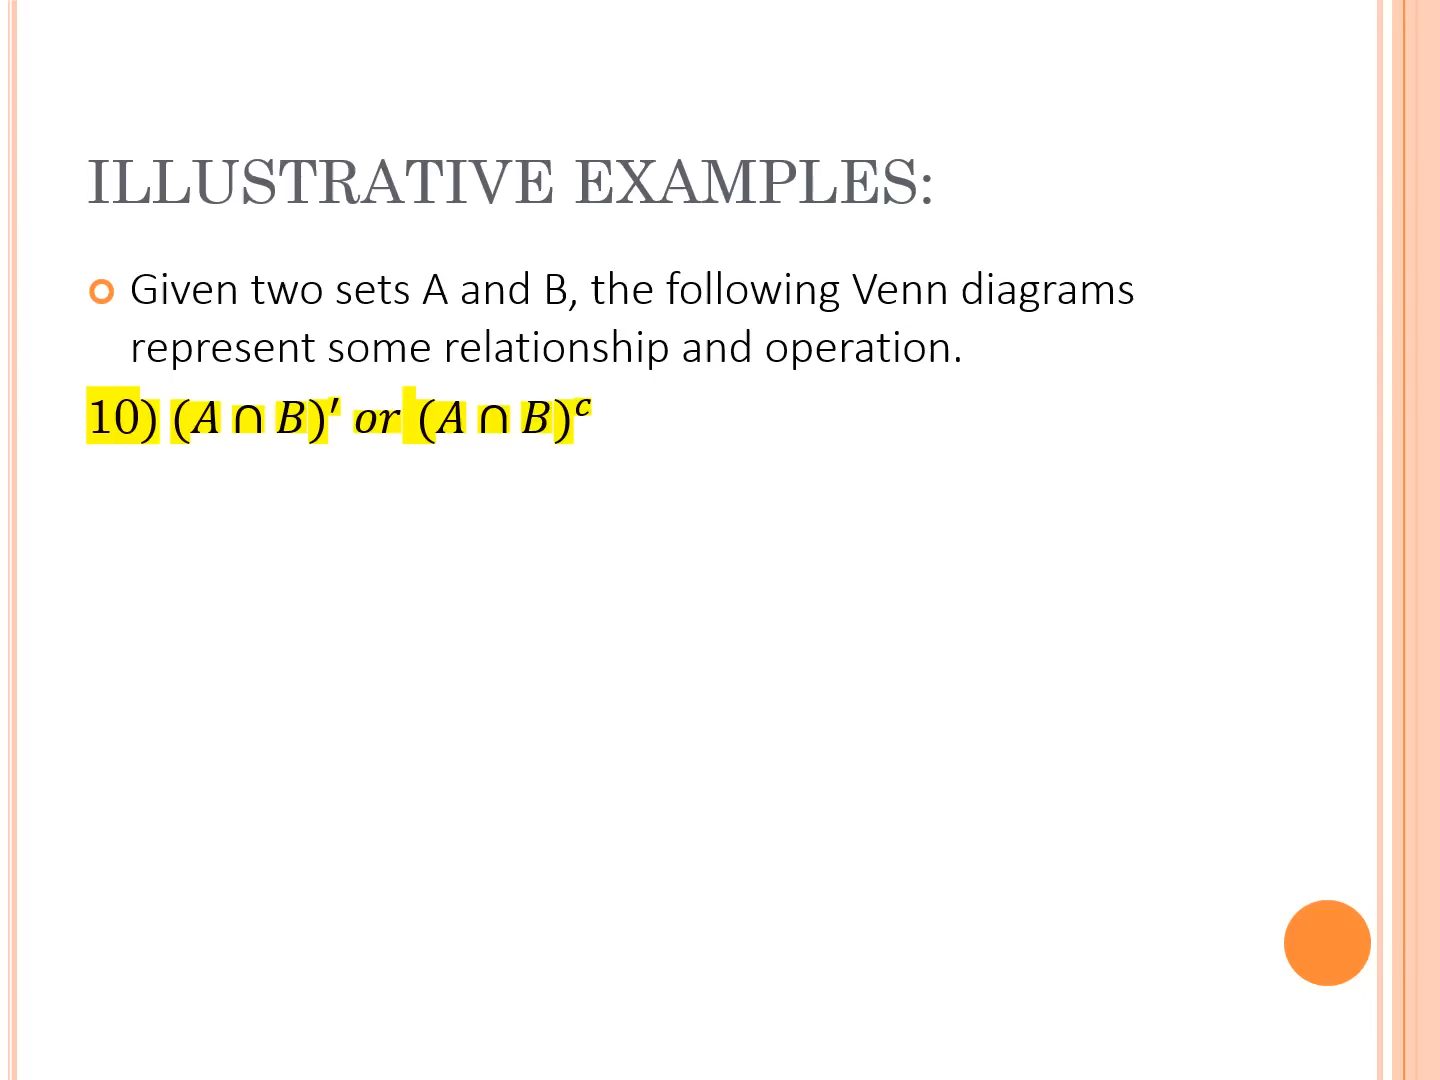 ILLUSTRATIVE EXAMPLES:
Given two sets A and B, the following Venn diagrams
represent some relationship and operation.
10) (A ∩ B)′ or (A ∩ B)ᶜ